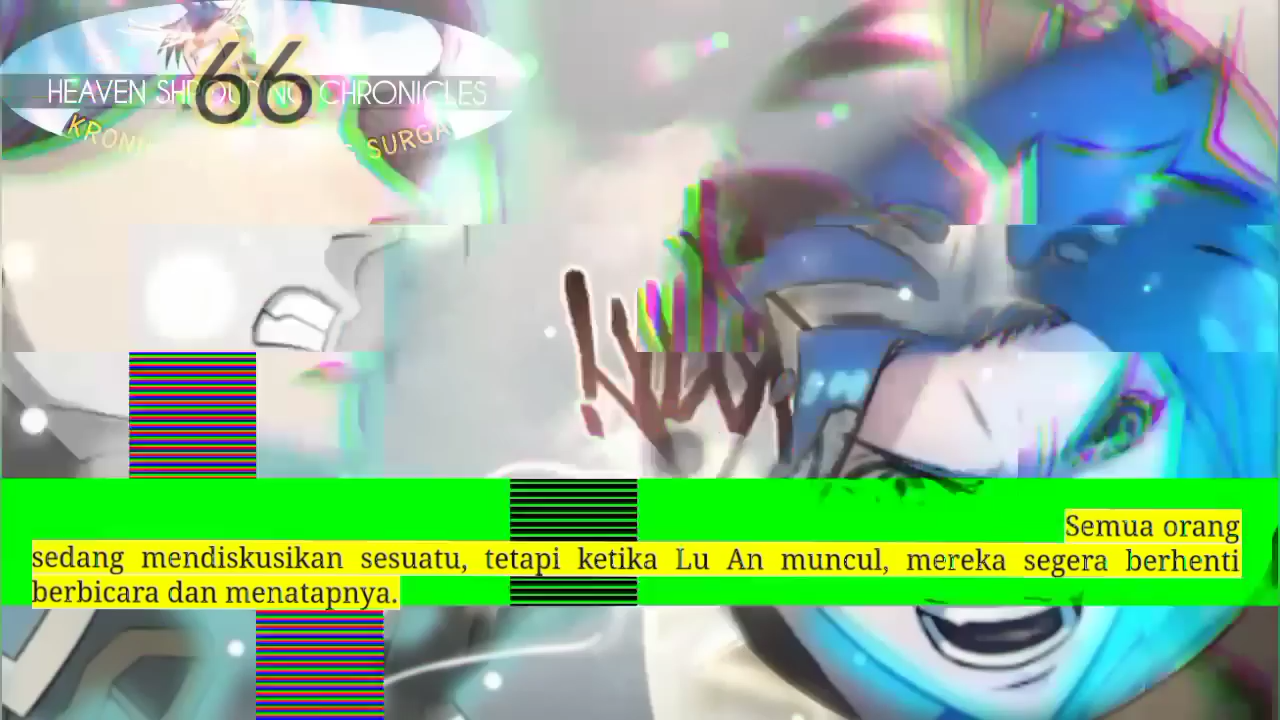 66
HEAVEN SHROUDING CHRONICLES
SURGA
Semua orang
sedang mendiskusikan sesuatu, tetapi ketika Lu An muncul, mereka segera berhenti
berbicara dan menatapnya.